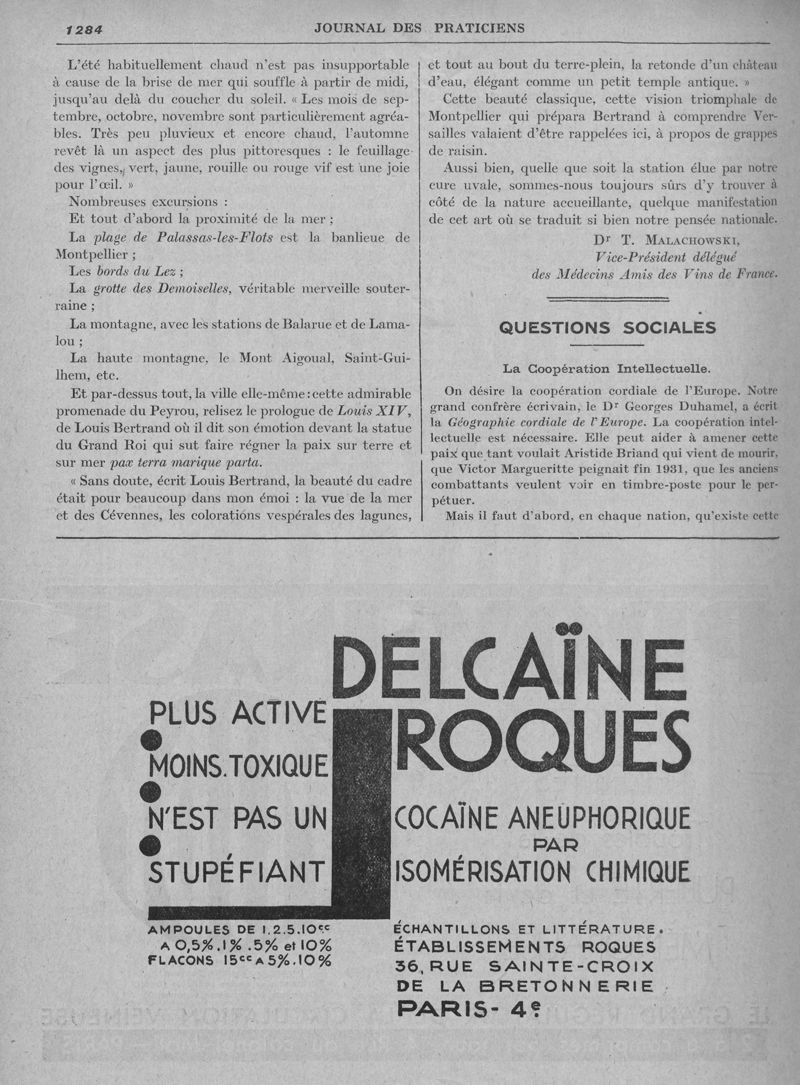 1284
JOURNAL DES PRATICIENS
L'été habituellement chaud n'est pas insupportable
à cause de la brise de mer qui souffle à partir de midi,
jusqu'au delà du coucher du soleil. « Les mois de sep-
tembre, octobre, novembre sont particulièrement agréa-
bles. Très peu pluvieux et encore chaud, l'automne
revêt là un aspect des plus pittoresques : le feuillage
des vignes, vert, jaune, rouille ou rouge vif est une joie
pour l'œil. »
Nombreuses excursions :
Et tout d'abord la proximité de la mer ;
La plage de Palassas-les-Flots est la banlieue de
Montpellier ;
Les bords du Lez ;
La grotte des Demoiselles, véritable merveille souter-
raine ;
La montagne, avec les stations de Balaruc et de Lama-
lou ;
La haute montagne, le Mont Aigoual, Saint-Gui-
lhem, etc.
Et par-dessus tout, la ville elle-même : cette admirable
promenade du Peyrou, relisez le prologue de Louis XIV,
de Louis Bertrand où il dit son émotion devant la statue
du Grand Roi qui sut faire régner la paix sur terre et
sur mer pax terra marique parta.
« Sans doute, écrit Louis Bertrand, la beauté du cadre
était pour beaucoup dans mon émoi : la vue de la mer
et des Cévennes, les colorations vespérales des lagunes,
et tout au bout du terre-plein, la retonde d'un château
d'eau, élégant comme un petit temple antique. »
Cette beauté classique, cette vision triomphale de
Montpellier qui prépara Bertrand à comprendre Ver-
sailles valaient d'être rappelées ici, à propos de grappes
de raisin.
Aussi bien, quelle que soit la station élue par notre
cure uvale, sommes-nous toujours sûrs d'y trouver à
côté de la nature accueillante, quelque manifestation
de cet art où se traduit si bien notre pensée nationale.
Dr T. MALACHOWSKI,
Vice-Président délégué
des Médecins Amis des Vins de France.
QUESTIONS SOCIALES
La Coopération Intellectuelle.
On désire la coopération cordiale de l'Europe. Notre
grand confrère écrivain, le Dr Georges Duhamel, a écrit
la Géographie cordiale de l'Europe. La coopération intel-
lectuelle est nécessaire. Elle peut aider à amener cette
paix que tant voulait Aristide Briand qui vient de mourir,
que Victor Margueritte peignait fin 1931, que les anciens
combattants veulent voir en timbre-poste pour le per-
pétuer.
Mais il faut d'abord, en chaque nation, qu'existe cette
DELCAÏNE
ROQUES
PLUS ACTIVE
MOINS.TOXIQUE
N'EST PAS UN
STUPÉFIANT
COCAÏNE ANEUPHORIQUE
PAR
ISOMÉRISATION CHIMIQUE
AMPOULES DE 1.2.5.10cc
A 0,5%.1% .5% et 10%
FLACONS 15cc A 5%.10%
ÉCHANTILLONS ET LITTÉRATURE.
ÉTABLISSEMENTS ROQUES
36, RUE SAINTE-CROIX
DE LA BRETONNERIE
PARIS- 4e